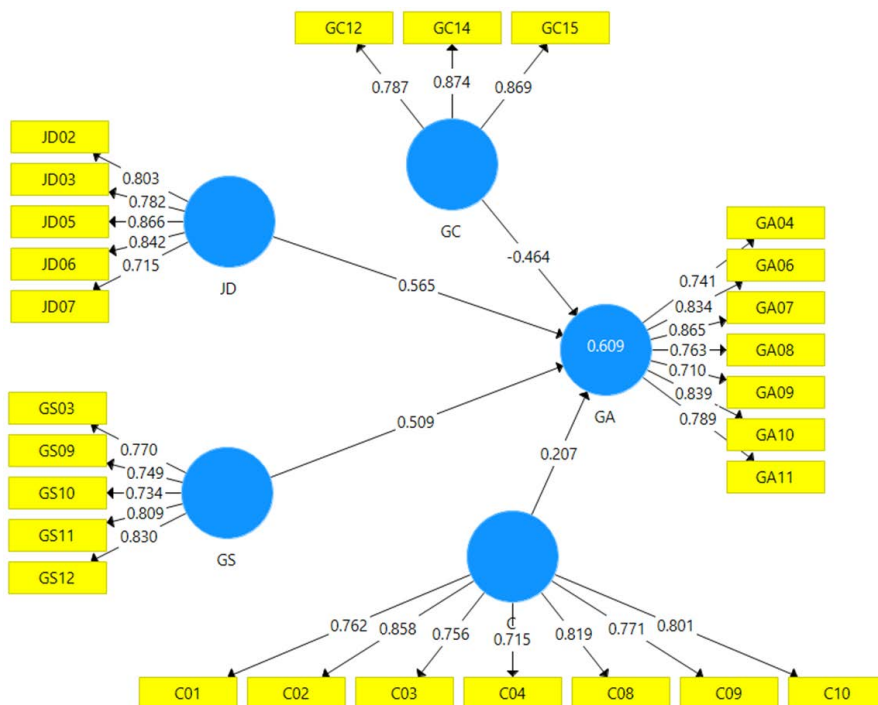 GC12 GC14 GC15
0.787 0.874 0.869
GC
JD02
JD03
JD05
JD06
JD07
0.803
0.782
0.866
0.842
0.715
JD
-0.464
0.565
GA04
GA06
GA07
GA08
GA09
GA10
GA11
0.741
0.834
0.865
0.763
0.710
0.839
0.789
0.609
GA
GS03
GS09
GS10
GS11
GS12
0.770
0.749
0.734
0.809
0.830
GS
0.509
0.207
C
0.762 0.858 0.756 0.715 0.819 0.771 0.801
C01 C02 C03 C04 C08 C09 C10